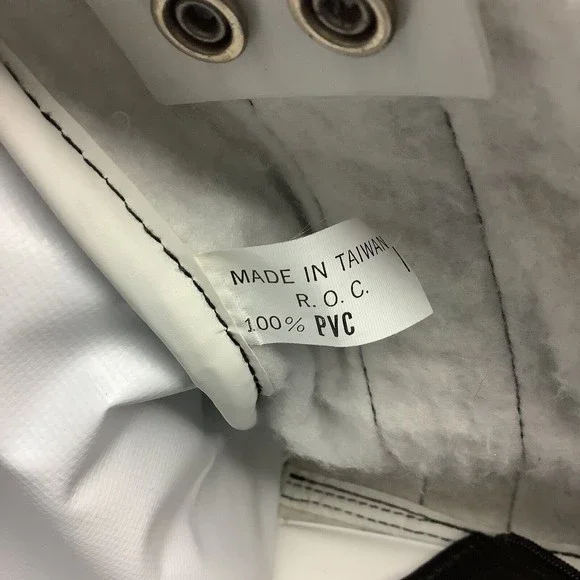 MADE IN TAIWAN
R. O. C.
100% PVC